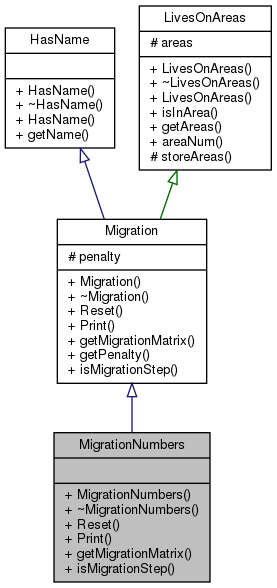 HasName
+ HasName()
+ ~HasName()
+ HasName()
+ getName()
LivesOnAreas
# areas
+ LivesOnAreas()
+ ~LivesOnAreas()
+ LivesOnAreas()
+ isInArea()
+ getAreas()
+ areaNum()
# storeAreas()
Migration
# penalty
+ Migration()
+ ~Migration()
+ Reset()
+ Print()
+ getMigrationMatrix()
+ getPenalty()
+ isMigrationStep()
MigrationNumbers
+ MigrationNumbers()
+ ~MigrationNumbers()
+ Reset()
+ Print()
+ getMigrationMatrix()
+ isMigrationStep()